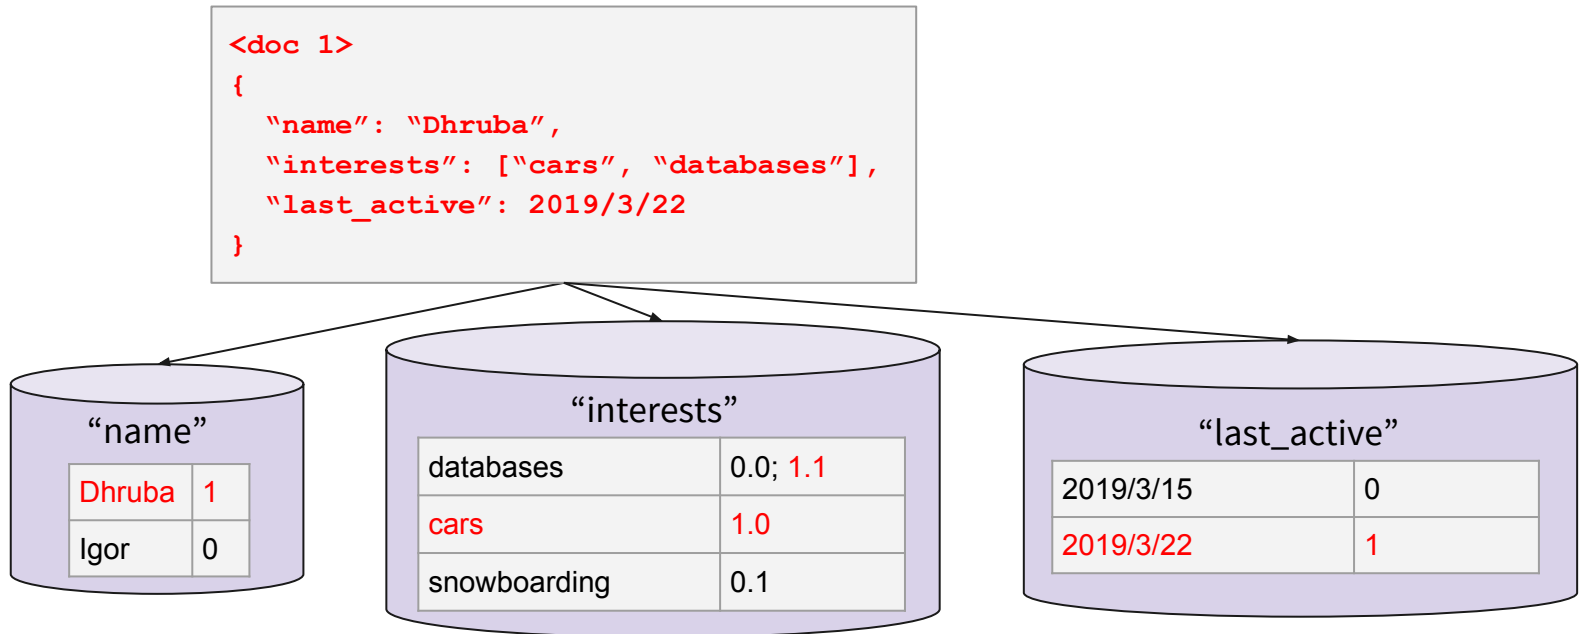 <doc 1>
{
“name”: “Dhruba”,
“interests”: [“cars”, “databases”],
“last_active”: 2019/3/22
}
“name”
Dhruba 1
Igor 0
“interests”
databases 0.0; 1.1
cars 1.0
snowboarding 0.1
“last_active”
2019/3/15 0
2019/3/22 1